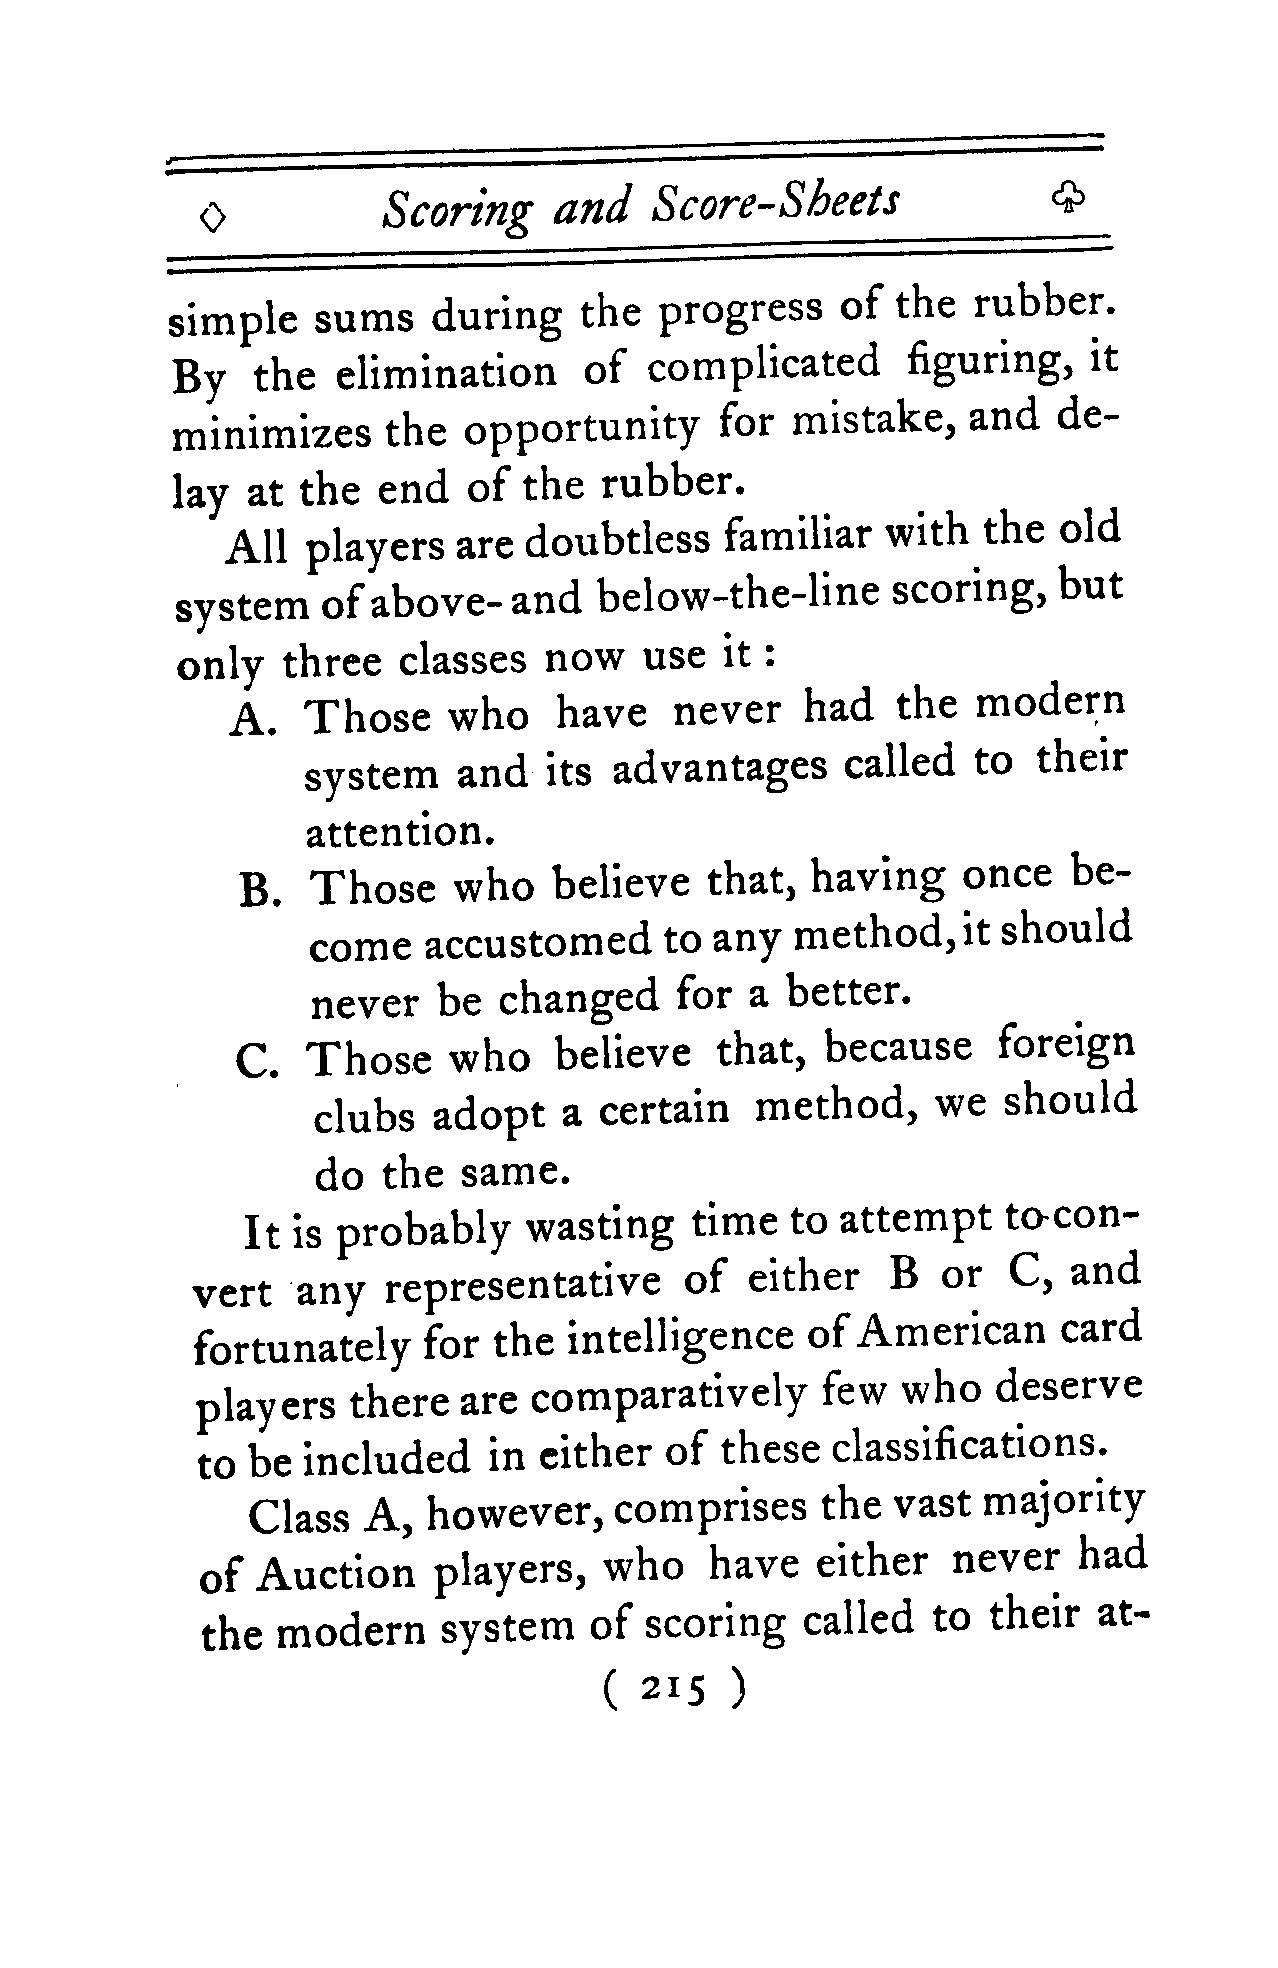 ◇ Scoring and Score-Sheets ♧
simple sums during the progress of the rubber.
By the elimination of complicated figuring, it
minimizes the opportunity for mistake, and de-
lay at the end of the rubber.
All players are doubtless familiar with the old
system of above- and below-the-line scoring, but
only three classes now use it :
A. Those who have never had the modern
system and its advantages called to their
attention.
B. Those who believe that, having once be-
come accustomed to any method, it should
never be changed for a better.
C. Those who believe that, because foreign
clubs adopt a certain method, we should
do the same.
It is probably wasting time to attempt to con-
vert any representative of either B or C, and
fortunately for the intelligence of American card
players there are comparatively few who deserve
to be included in either of these classifications.
Class A, however, comprises the vast majority
of Auction players, who have either never had
the modern system of scoring called to their at-
( 215 )